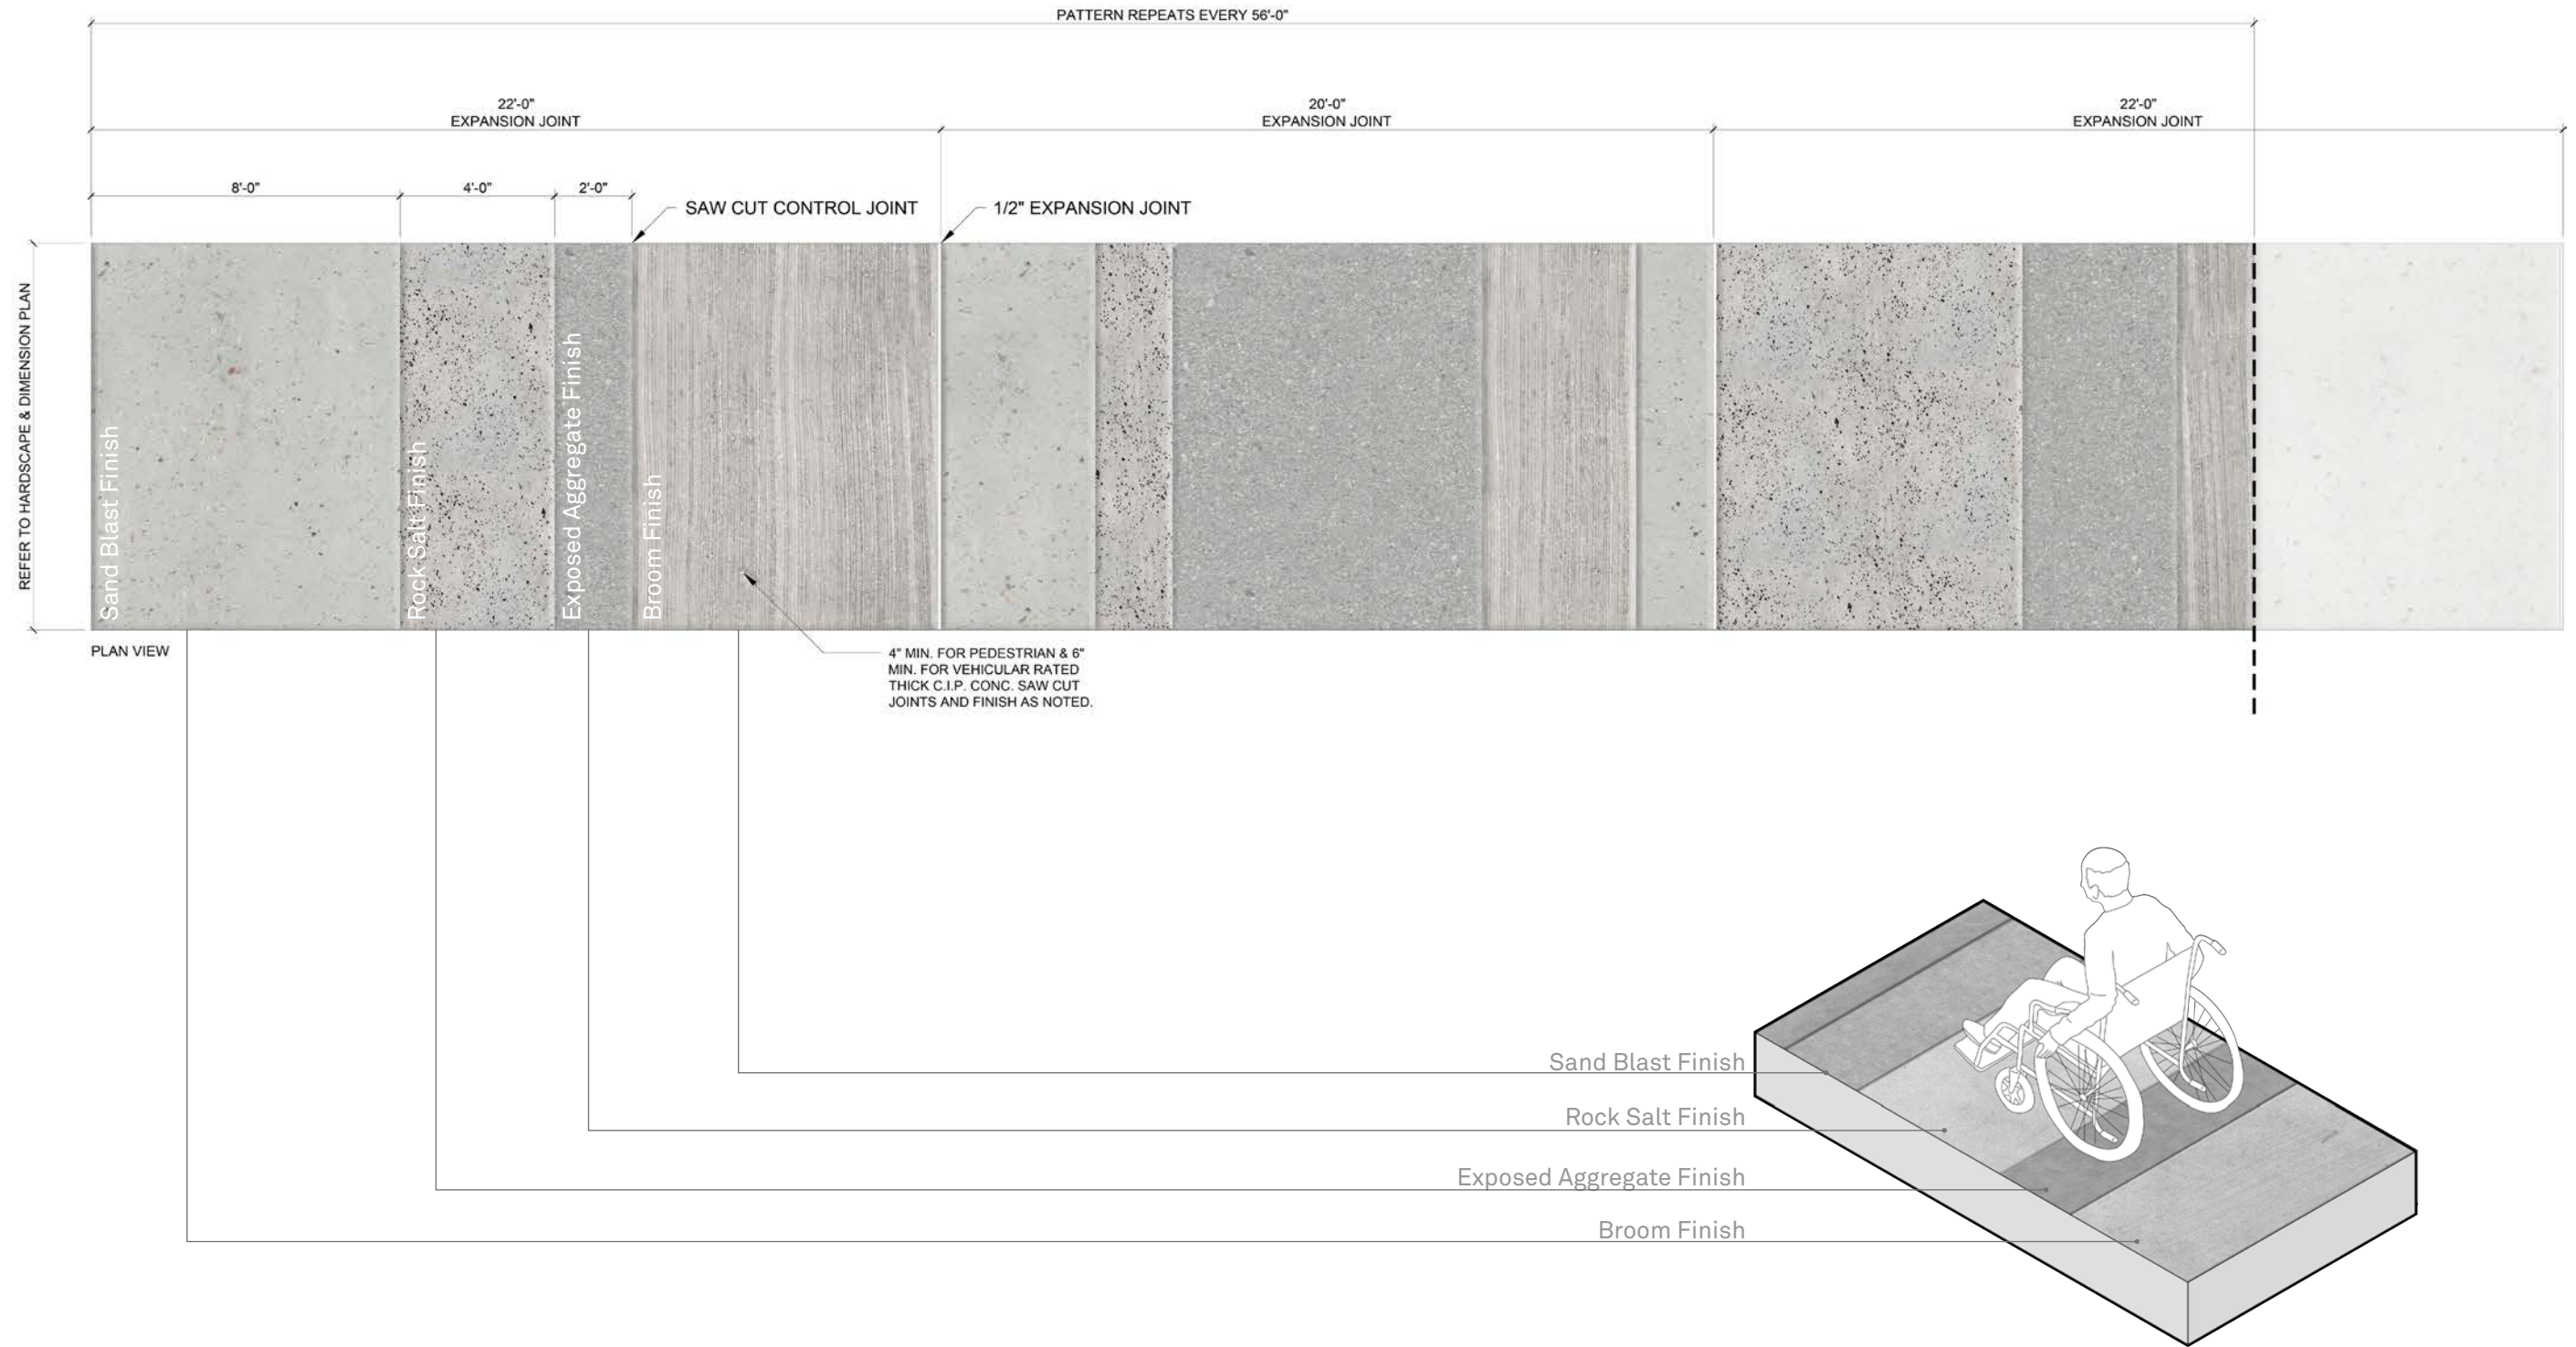 PATTERN REPEATS EVERY 56'-0"
22'-0"
EXPANSION JOINT
20'-0"
EXPANSION JOINT
22'-0"
EXPANSION JOINT
8'-0"
4'-0"
2'-0"
SAW CUT CONTROL JOINT
1/2" EXPANSION JOINT
REFER TO HARDSCAPE & DIMENSION PLAN
Sand Blast Finish
Rock Salt Finish
Exposed Aggregate Finish
Broom Finish
PLAN VIEW
4" MIN. FOR PEDESTRIAN & 6"
MIN. FOR VEHICULAR RATED
THICK C.I.P. CONC. SAW CUT
JOINTS AND FINISH AS NOTED.
Sand Blast Finish
Rock Salt Finish
Exposed Aggregate Finish
Broom Finish